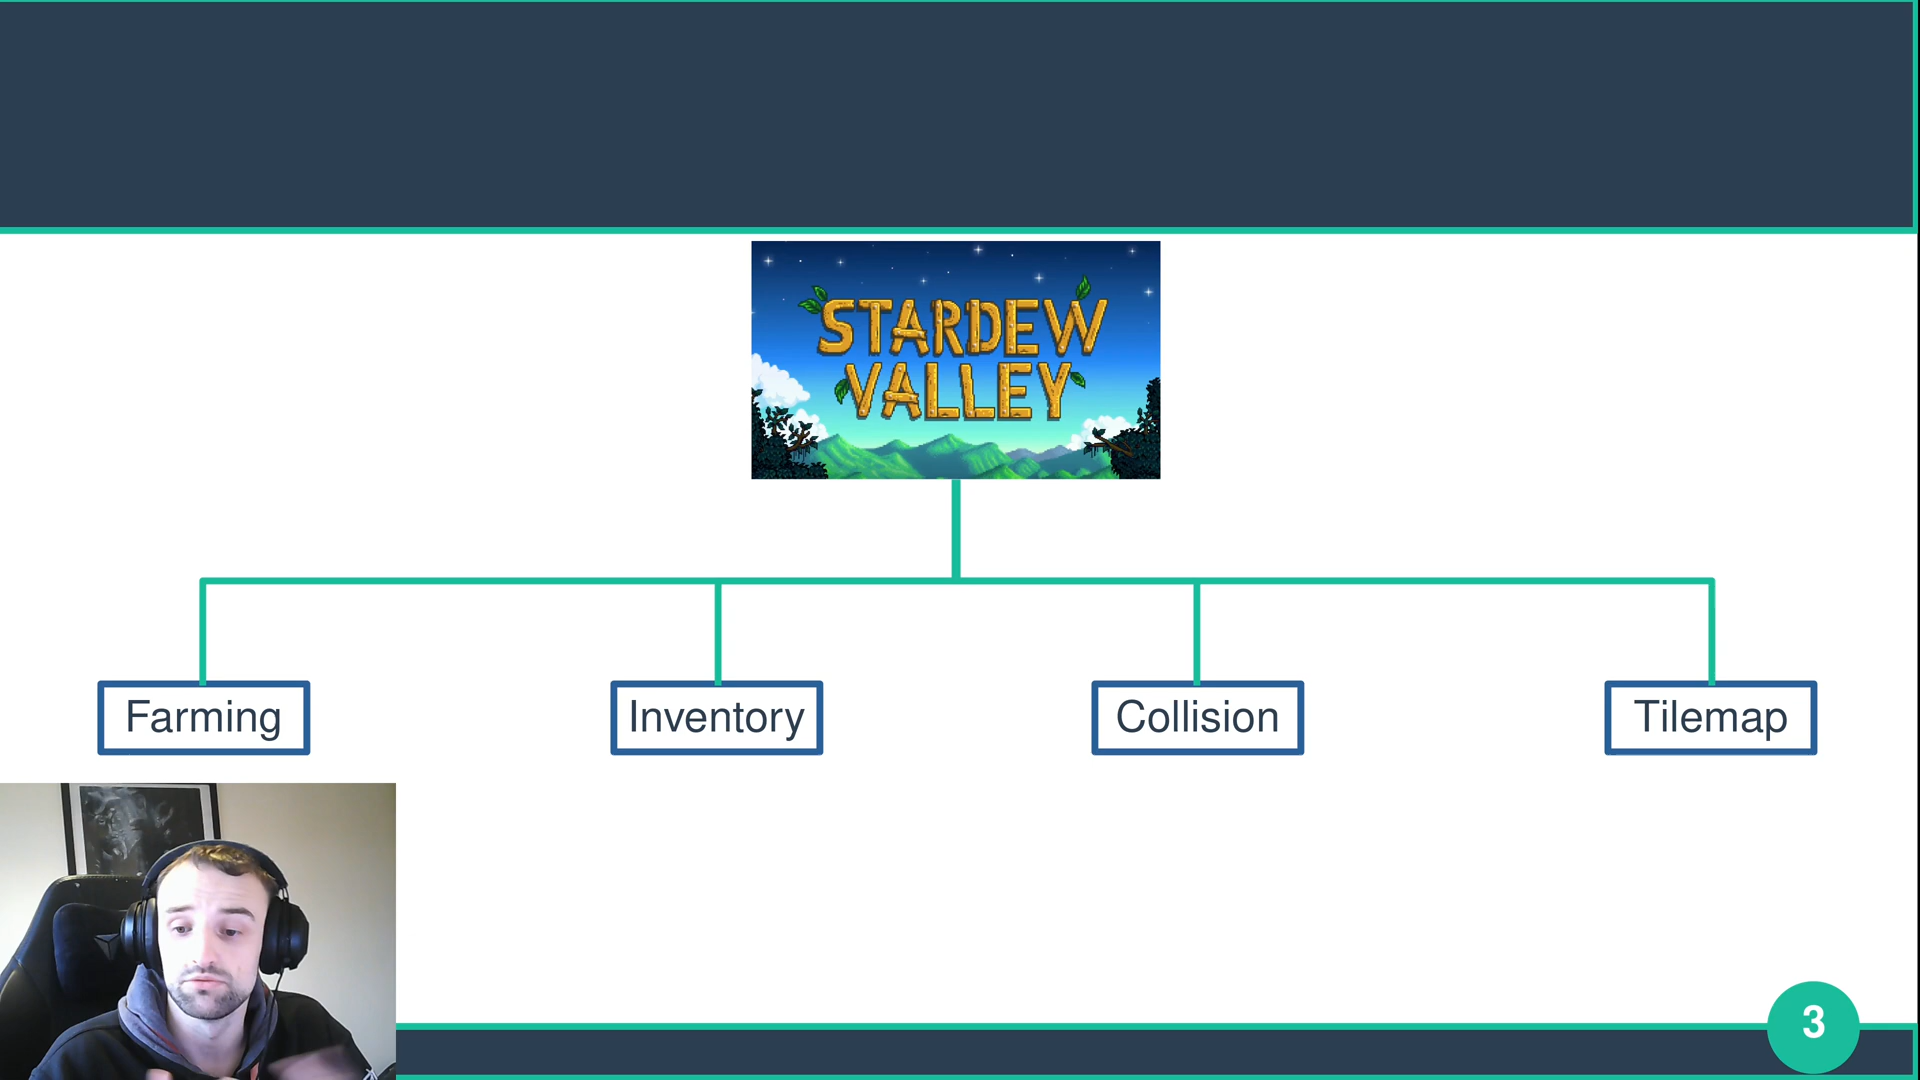 STARDEW
VALLEY
Farming
Inventory
Collision
Tilemap
3